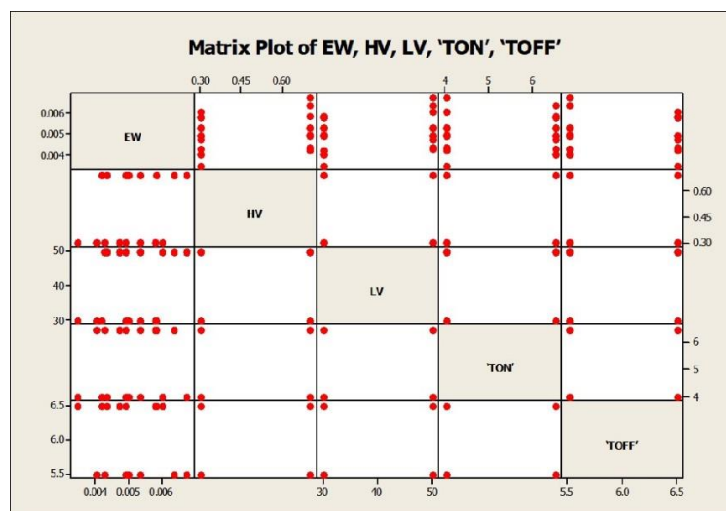 Matrix Plot of EW, HV, LV, 'TON', 'TOFF'
0.30 0.45 0.60 4 5 6
0.006
0.005
0.004
EW
HV
0.60
0.45
0.30
50
40
30
LV
'TON'
6
5
4
6.5
6.0
5.5
'TOFF'
0.004 0.005 0.006 30 40 50 5.5 6.0 6.5